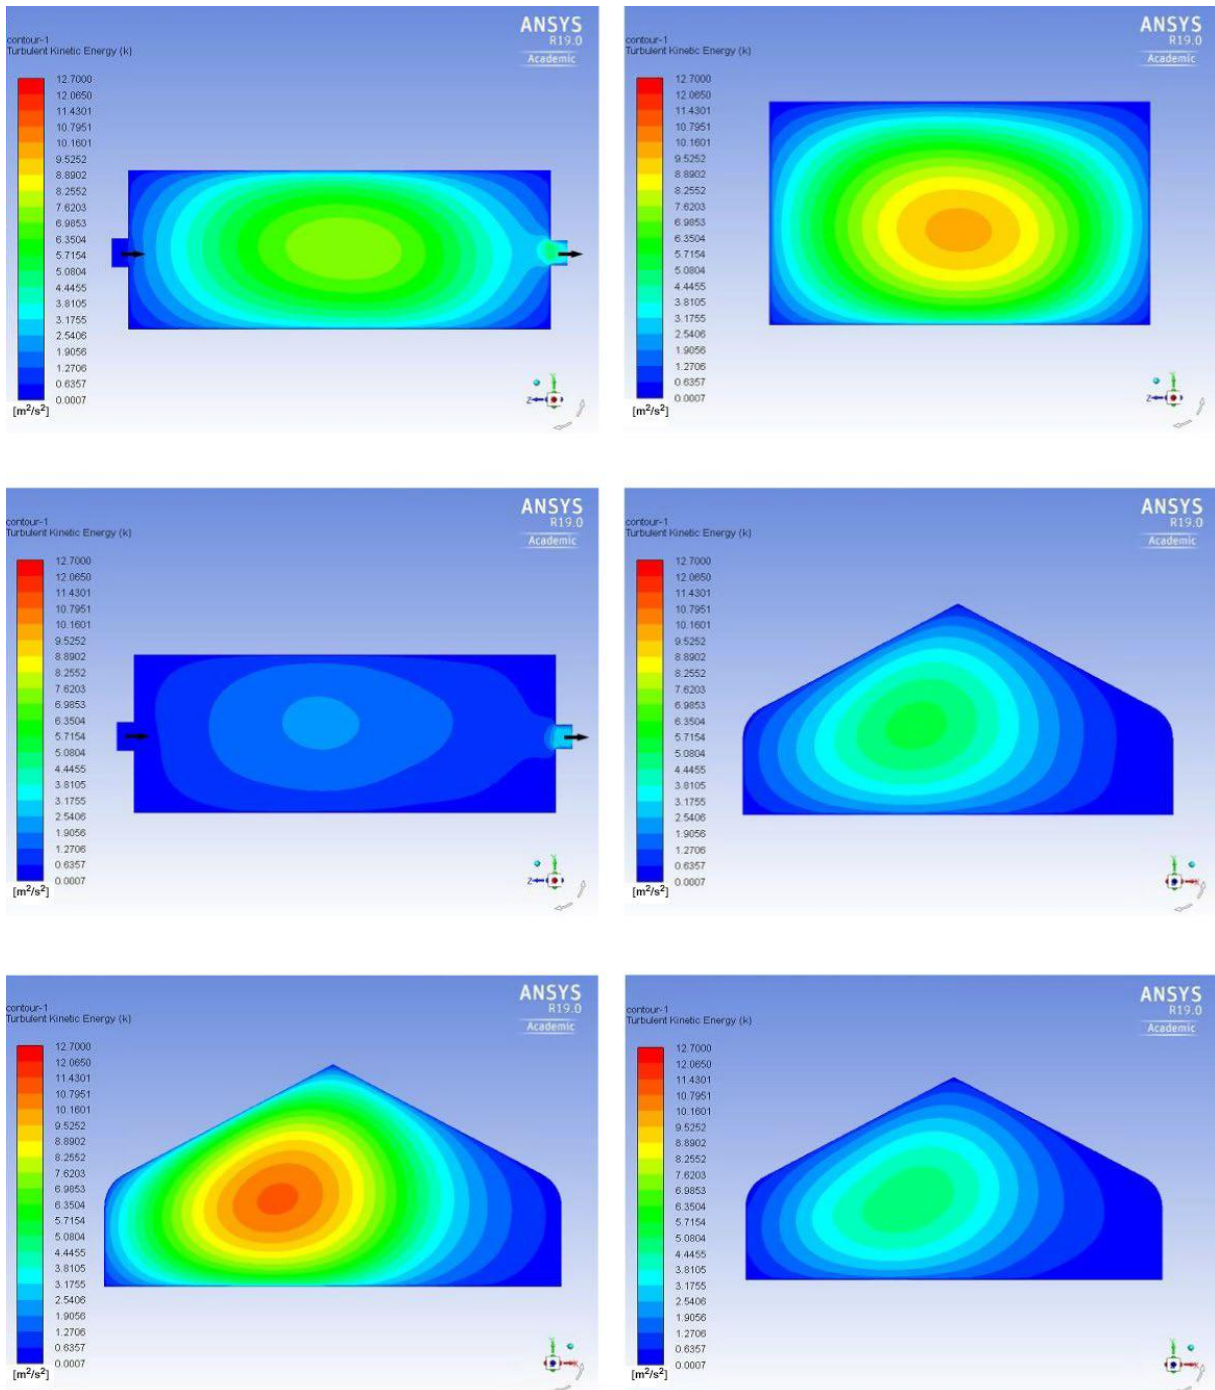 ANSYS
R19.0
Academic
contour-1
Turbulent Kinetic Energy (k)
12.7000
12.0650
11.4301
10.7951
10.1601
9.5252
8.8902
8.2552
7.6203
6.9853
6.3504
5.7154
5.0804
4.4455
3.8105
3.1755
2.5406
1.9056
1.2706
0.6357
0.0007
[m²/s²]
Y
Z
ANSYS
R19.0
Academic
contour-1
Turbulent Kinetic Energy (k)
12.7000
12.0650
11.4301
10.7951
10.1601
9.5252
8.8902
8.2552
7.6203
6.9853
6.3504
5.7154
5.0804
4.4455
3.8105
3.1755
2.5406
1.9056
1.2706
0.6357
0.0007
[m²/s²]
Y
Z
ANSYS
R19.0
Academic
contour-1
Turbulent Kinetic Energy (k)
12.7000
12.0650
11.4301
10.7951
10.1601
9.5252
8.8902
8.2552
7.6203
6.9853
6.3504
5.7154
5.0804
4.4455
3.8105
3.1755
2.5406
1.9056
1.2706
0.6357
0.0007
[m²/s²]
Y
Z
ANSYS
R19.0
Academic
contour-1
Turbulent Kinetic Energy (k)
12.7000
12.0650
11.4301
10.7951
10.1601
9.5252
8.8902
8.2552
7.6203
6.9853
6.3504
5.7154
5.0804
4.4455
3.8105
3.1755
2.5406
1.9056
1.2706
0.6357
0.0007
[m²/s²]
Y
X
ANSYS
R19.0
Academic
contour-1
Turbulent Kinetic Energy (k)
12.7000
12.0650
11.4301
10.7951
10.1601
9.5252
8.8902
8.2552
7.6203
6.9853
6.3504
5.7154
5.0804
4.4455
3.8105
3.1755
2.5406
1.9056
1.2706
0.6357
0.0007
[m²/s²]
Y
X
ANSYS
R19.0
Academic
contour-1
Turbulent Kinetic Energy (k)
12.7000
12.0650
11.4301
10.7951
10.1601
9.5252
8.8902
8.2552
7.6203
6.9853
6.3504
5.7154
5.0804
4.4455
3.8105
3.1755
2.5406
1.9056
1.2706
0.6357
0.0007
[m²/s²]
Y
X